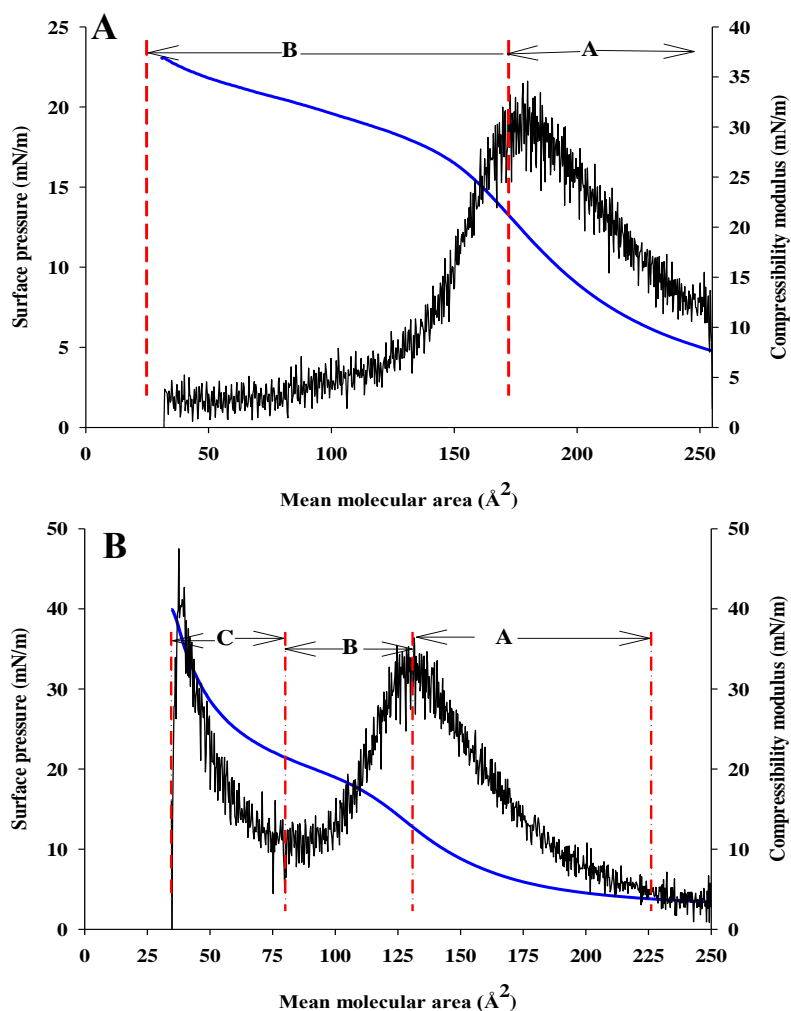 A
Surface pressure (mN/m)
25
20
15
10
5
0
B
A
40
35
30
25
20
15
10
5
0
Compressibility modulus (mN/m)
0 50 100 150 200 250
Mean molecular area (Å²)
B
Surface pressure (mN/m)
50
40
30
20
10
0
C
B
A
50
40
30
20
10
0
Compressibility modulus (mN/m)
0 25 50 75 100 125 150 175 200 225 250
Mean molecular area (Å²)